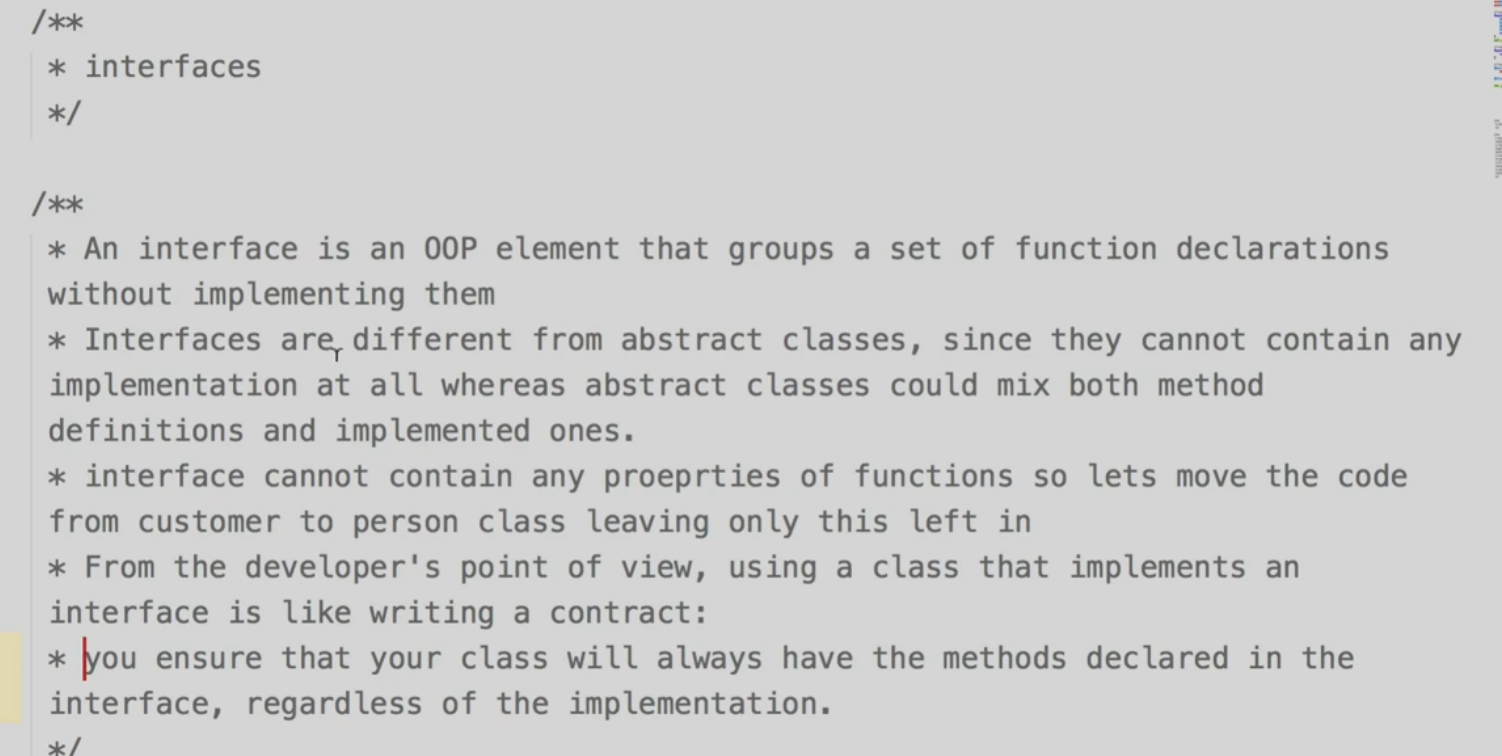 /**
* interfaces
*/
/**
* An interface is an OOP element that groups a set of function declarations
without implementing them
* Interfaces are different from abstract classes, since they cannot contain any
implementation at all whereas abstract classes could mix both method
definitions and implemented ones.
* interface cannot contain any proeprties of functions so lets move the code
from customer to person class leaving only this left in
* From the developer's point of view, using a class that implements an
interface is like writing a contract:
* you ensure that your class will always have the methods declared in the
interface, regardless of the implementation.
*/